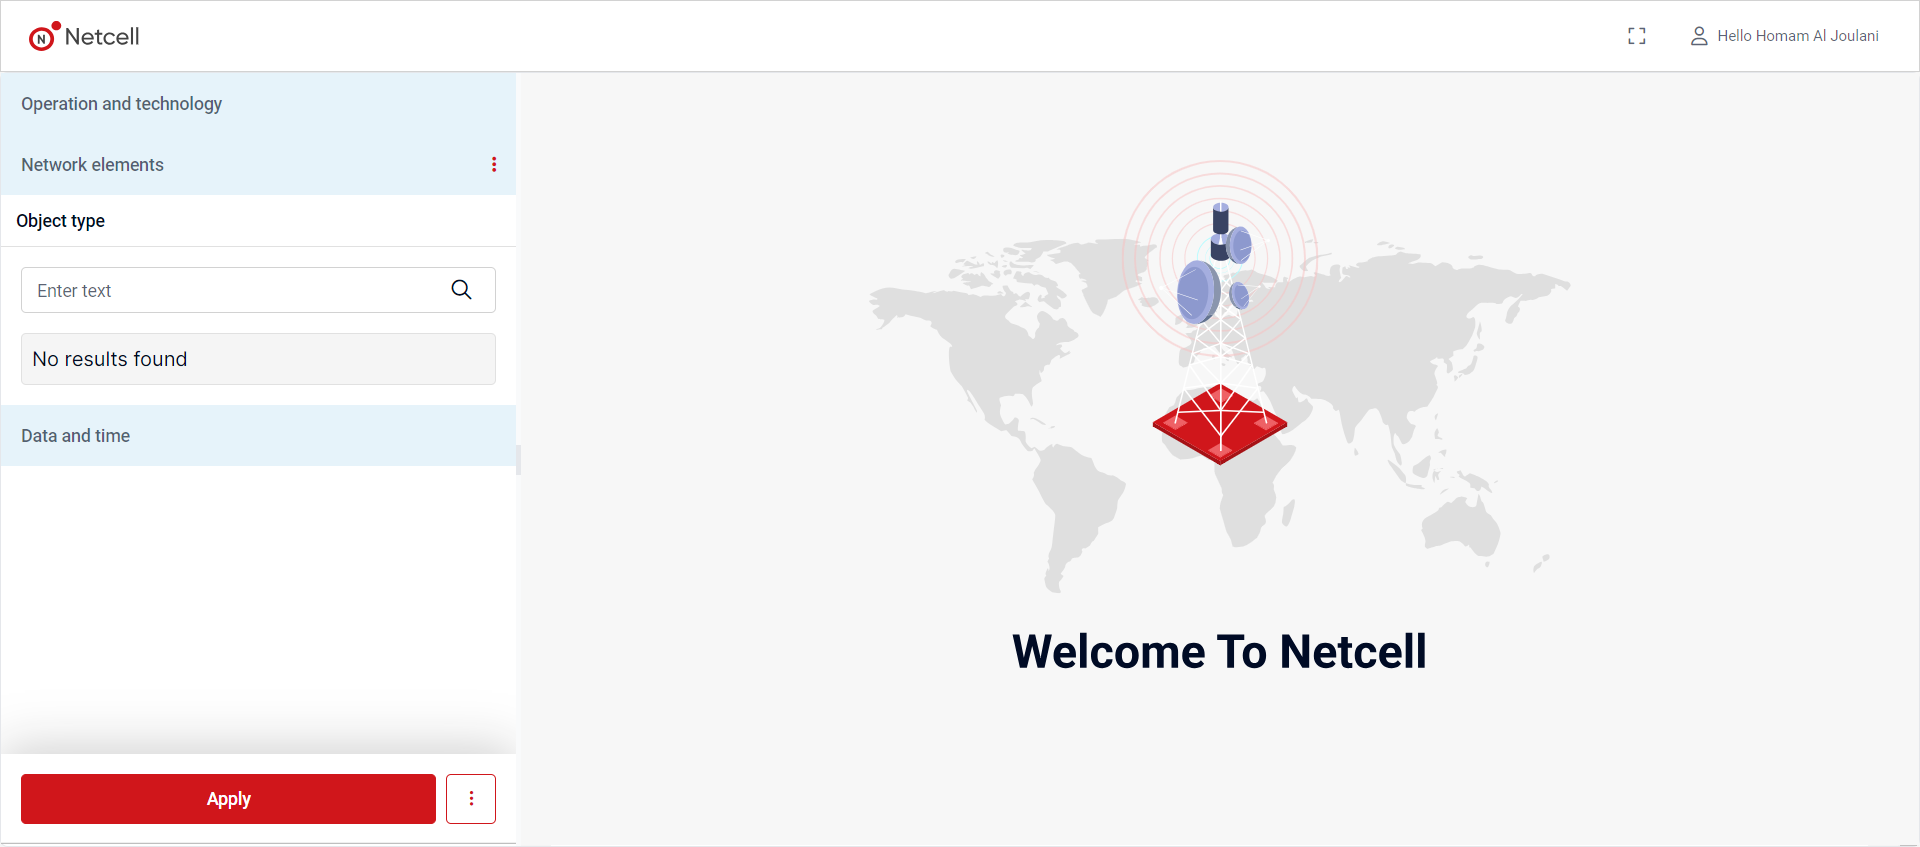 N Netcell
Hello Homam Al Joulani
Operation and technology
Network elements
Object type
Enter text
No results found
Data and time
Apply
Welcome To Netcell